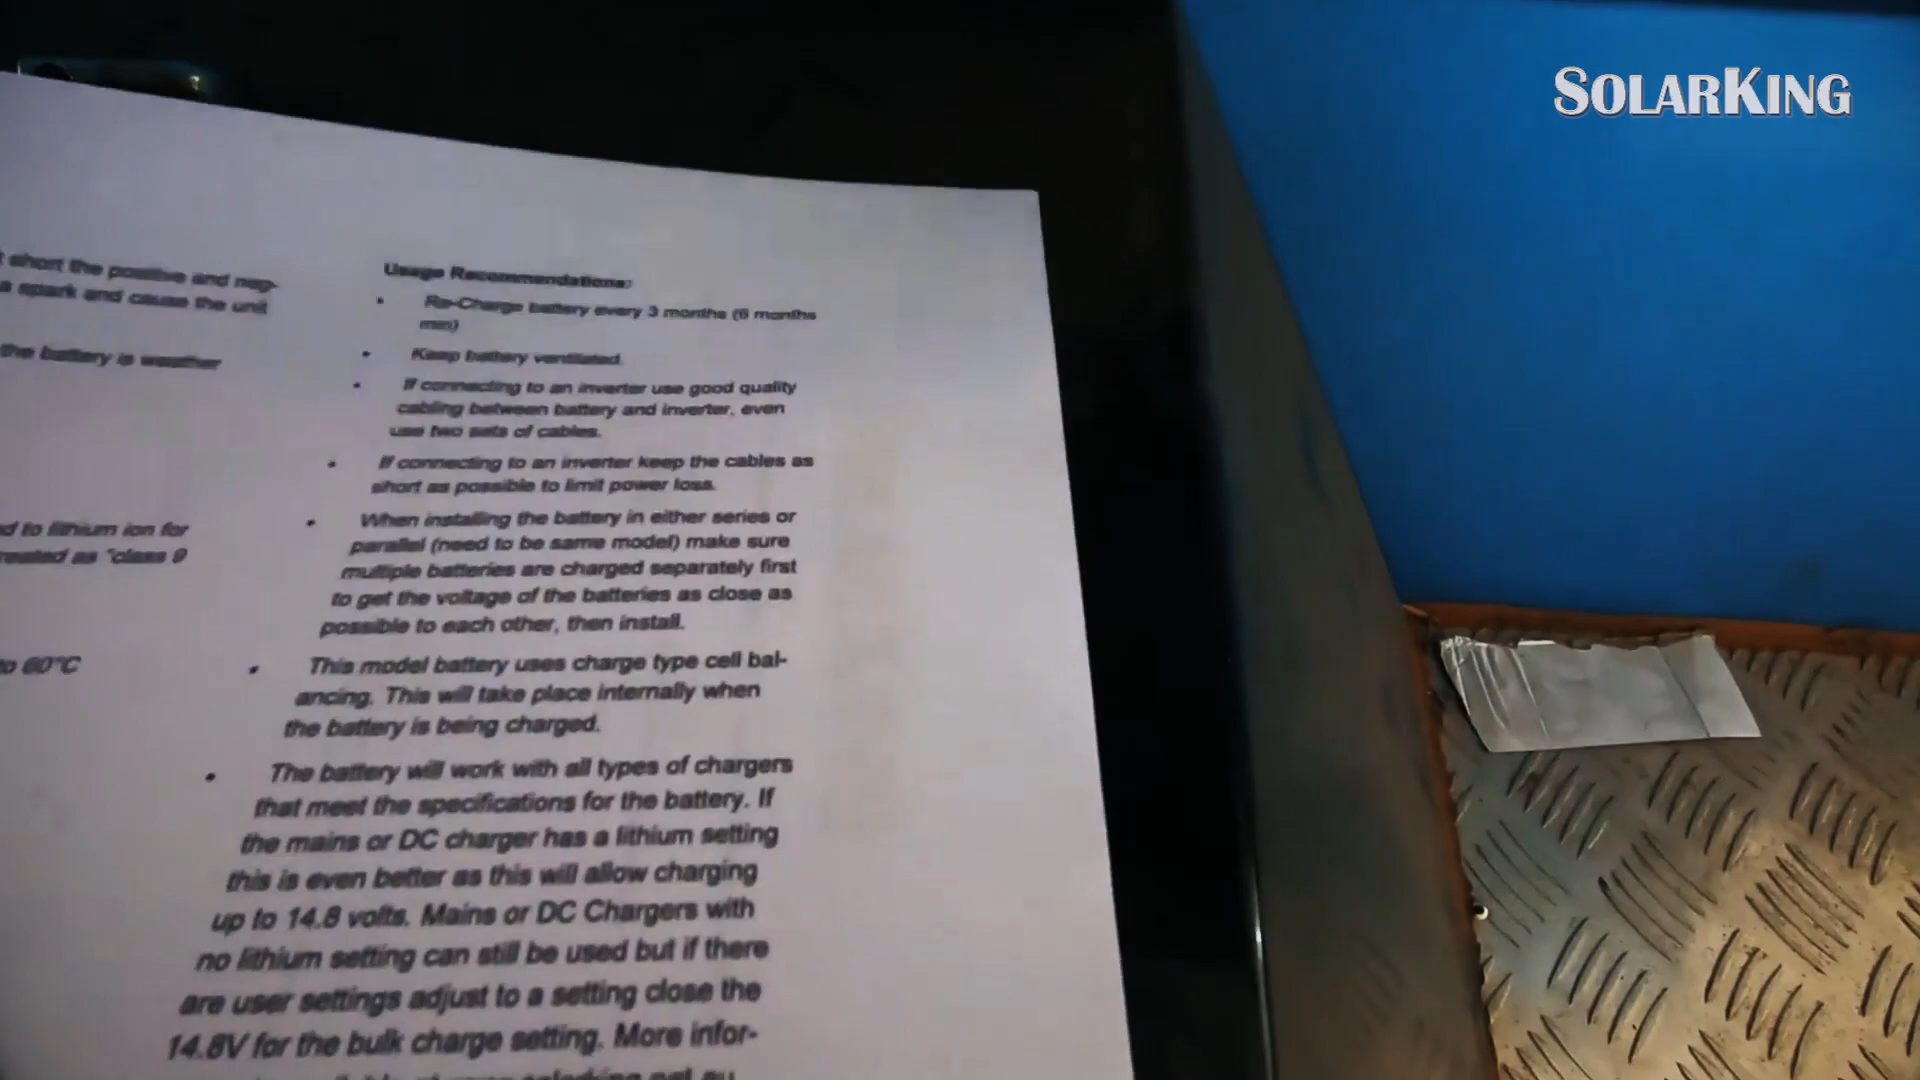 SOLARKING
t short the positive and neg-
a spark and cause the unit
the battery is weather
d to lithium ion for
reated as "class 9
to 60°C
Usage Recommendations:
• Re-Charge battery every 3 months (6 months
min)
• Keep battery ventilated.
• If connecting to an inverter use good quality
cabling between battery and inverter, even
use two sets of cables.
• If connecting to an inverter keep the cables as
short as possible to limit power loss.
• When installing the battery in either series or
parallel (need to be same model) make sure
multiple batteries are charged separately first
to get the voltage of the batteries as close as
possible to each other, then install.
• This model battery uses charge type cell bal-
ancing. This will take place internally when
the battery is being charged.
• The battery will work with all types of chargers
that meet the specifications for the battery. If
the mains or DC charger has a lithium setting
this is even better as this will allow charging
up to 14.8 volts. Mains or DC Chargers with
no lithium setting can still be used but if there
are user settings adjust to a setting close the
14.8V for the bulk charge setting. More infor-